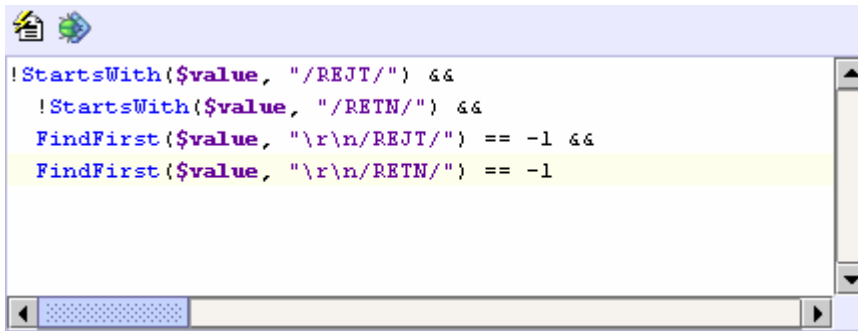 !StartsWith($value, "/REJT/") &&
!StartsWith($value, "/RETN/") &&
FindFirst($value, "\r\n/REJT/") == -1 &&
FindFirst($value, "\r\n/RETN/") == -1